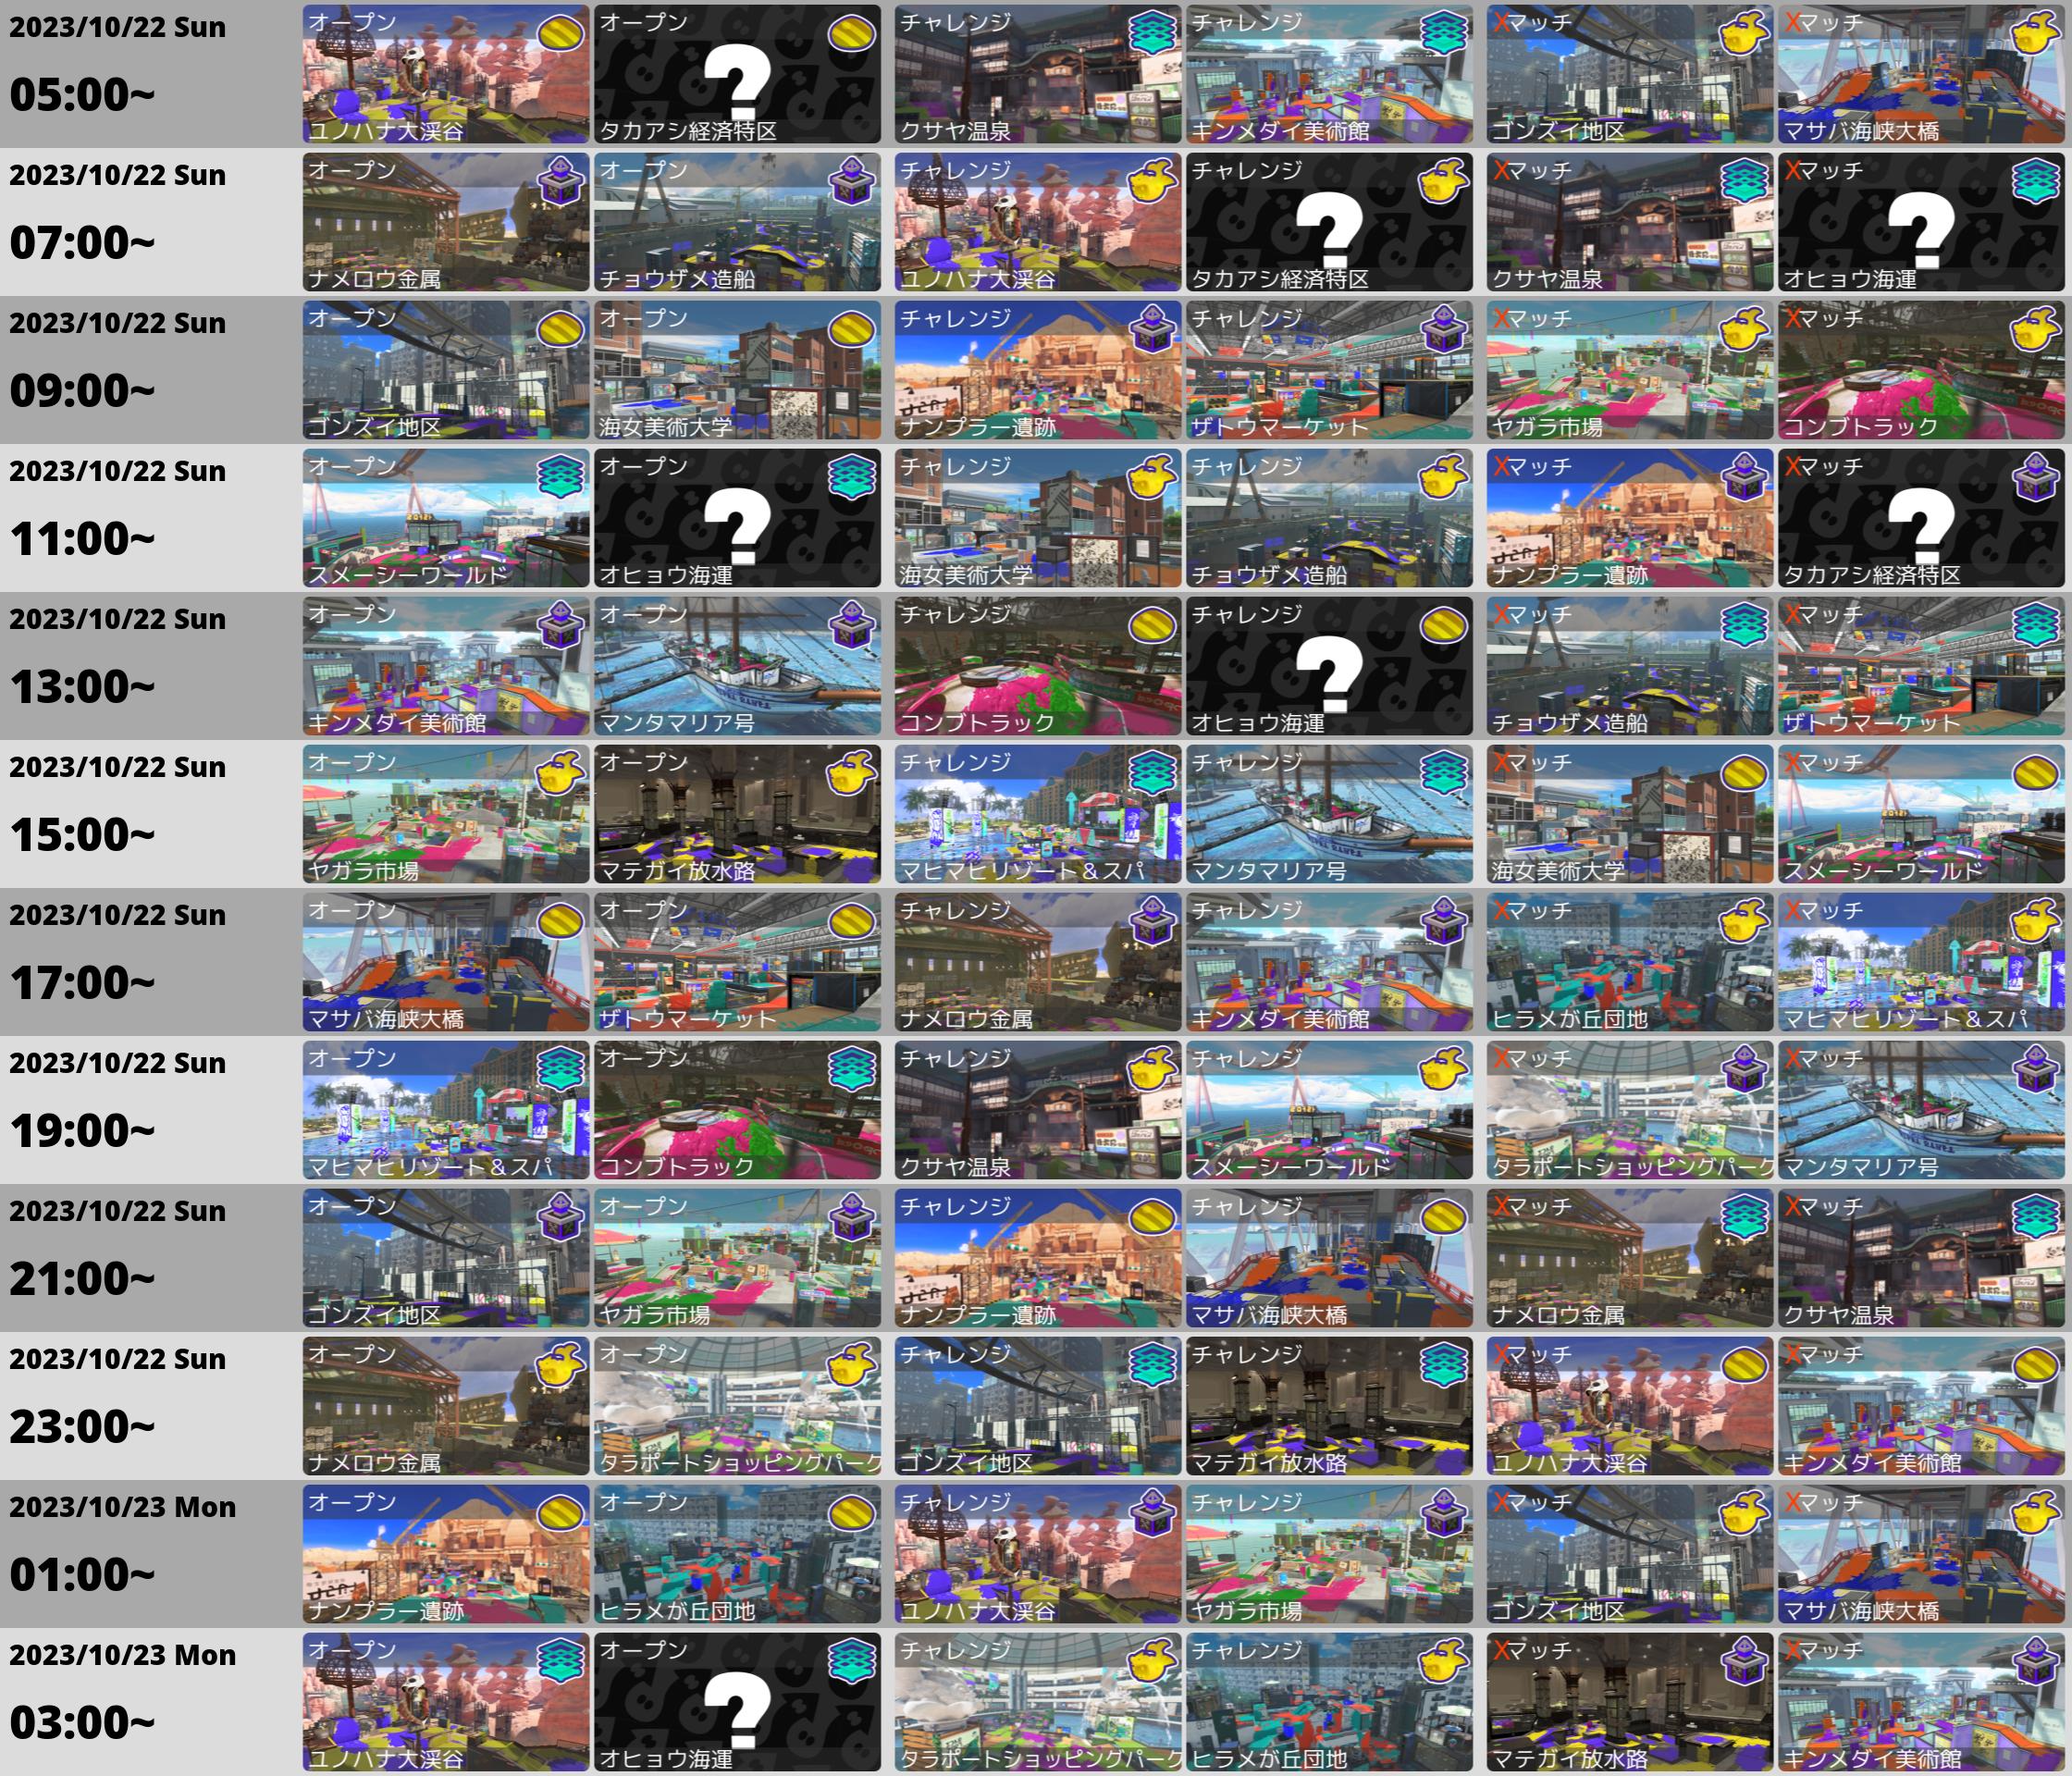 2023/10/22 Sun
05:00~
オープン オープン チャレンジ チャレンジ Xマッチ Xマッチ
ユノハナ大渓谷 タカアシ経済特区 クサヤ温泉 キンメダイ美術館 ゴンズイ地区 マサバ海峡大橋
2023/10/22 Sun
07:00~
オープン オープン チャレンジ チャレンジ Xマッチ Xマッチ
ナメロウ金属 チョウザメ造船 ユノハナ大渓谷 タカアシ経済特区 クサヤ温泉 オヒョウ海運
2023/10/22 Sun
09:00~
オープン オープン チャレンジ チャレンジ Xマッチ Xマッチ
ゴンズイ地区 海女美術大学 ナンプラー遺跡 ザトウマーケット ヤガラ市場 コンブトラック
2023/10/22 Sun
11:00~
オープン オープン チャレンジ チャレンジ Xマッチ Xマッチ
スメーシーワールド オヒョウ海運 海女美術大学 チョウザメ造船 ナンプラー遺跡 タカアシ経済特区
2023/10/22 Sun
13:00~
オープン オープン チャレンジ チャレンジ Xマッチ Xマッチ
キンメダイ美術館 マンタマリア号 コンブトラック オヒョウ海運 チョウザメ造船 ザトウマーケット
2023/10/22 Sun
15:00~
オープン オープン チャレンジ チャレンジ Xマッチ Xマッチ
ヤガラ市場 マテガイ放水路 マヒマヒリゾート＆スパ マンタマリア号 海女美術大学 スメーシーワールド
2023/10/22 Sun
17:00~
オープン オープン チャレンジ チャレンジ Xマッチ Xマッチ
マサバ海峡大橋 ザトウマーケット ナメロウ金属 キンメダイ美術館 ヒラメが丘団地 マヒマヒリゾート＆スパ
2023/10/22 Sun
19:00~
オープン オープン チャレンジ チャレンジ Xマッチ Xマッチ
マヒマヒリゾート＆スパ コンブトラック クサヤ温泉 スメーシーワールド タラポートショッピングパーク マンタマリア号
2023/10/22 Sun
21:00~
オープン オープン チャレンジ チャレンジ Xマッチ Xマッチ
ゴンズイ地区 ヤガラ市場 ナンプラー遺跡 マサバ海峡大橋 ナメロウ金属 クサヤ温泉
2023/10/22 Sun
23:00~
オープン オープン チャレンジ チャレンジ Xマッチ Xマッチ
ナメロウ金属 タラポートショッピングパーク ゴンズイ地区 マテガイ放水路 ユノハナ大渓谷 キンメダイ美術館
2023/10/23 Mon
01:00~
オープン オープン チャレンジ チャレンジ Xマッチ Xマッチ
ナンプラー遺跡 ヒラメが丘団地 ユノハナ大渓谷 ヤガラ市場 ゴンズイ地区 マサバ海峡大橋
2023/10/23 Mon
03:00~
オープン オープン チャレンジ チャレンジ Xマッチ Xマッチ
ユノハナ大渓谷 オヒョウ海運 タラポートショッピングパーク ヒラメが丘団地 マテガイ放水路 キンメダイ美術館